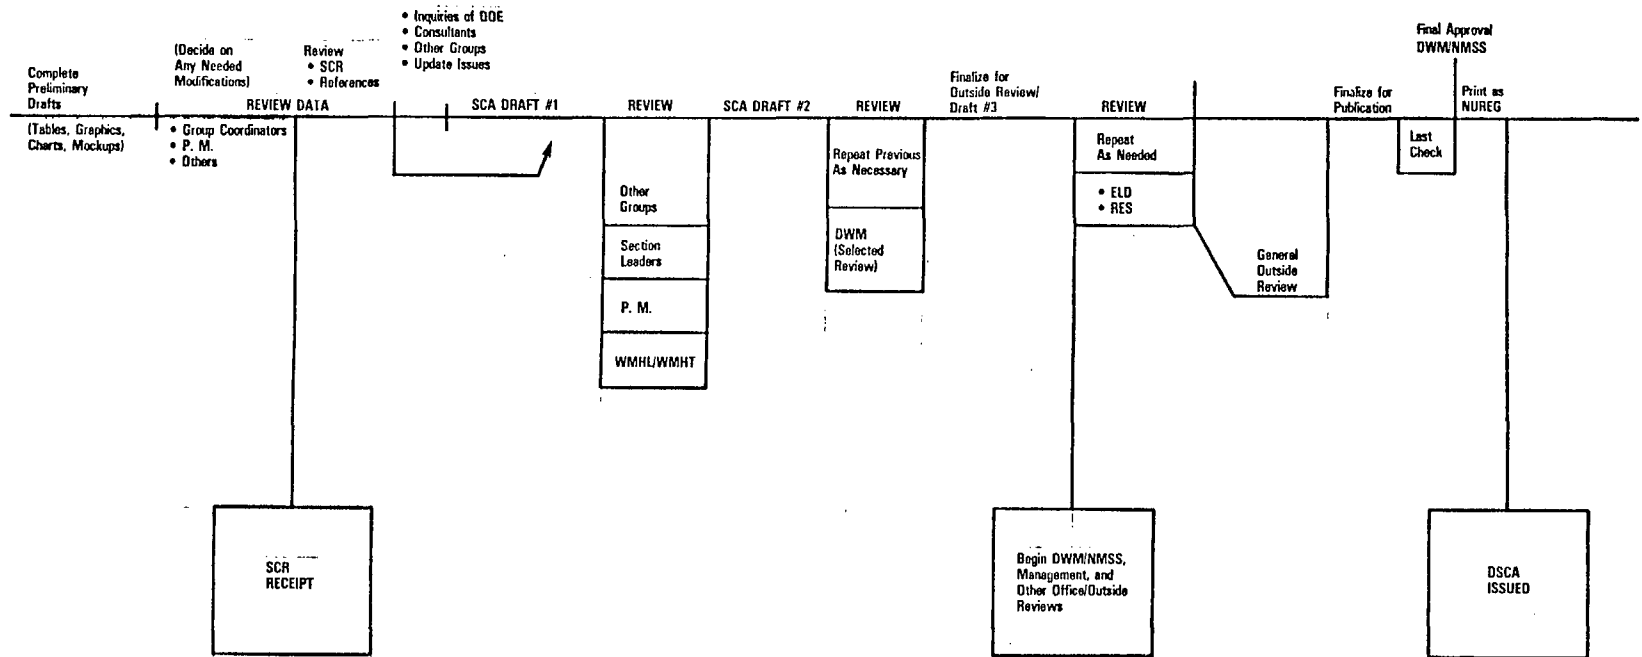 Complete
Preliminary
Drafts
(Tables, Graphics,
Charts, Mockups)
(Decide on
Any Needed
Modifications)
REVIEW DATA
• Group Coordinators
• P. M.
• Others
Review
• SCR
• References
• Inquiries of DOE
• Consultants
• Other Groups
• Update Issues
SCA DRAFT #1
REVIEW
Other
Groups
Section
Leaders
P. M.
WMHL/WMHT
SCA DRAFT #2
REVIEW
Repeat Previous
As Necessary
DWM
(Selected
Review)
Finalize for
Outside Review/
Draft #3
REVIEW
Repeat
As Needed
• ELD
• RES
General
Outside
Review
Finalize for
Publication
Last
Check
Final Approval
DWM/NMSS
Print as
NUREG
SCR
RECEIPT
Begin DWM/NMSS,
Management, and
Other Office/Outside
Reviews
DSCA
ISSUED